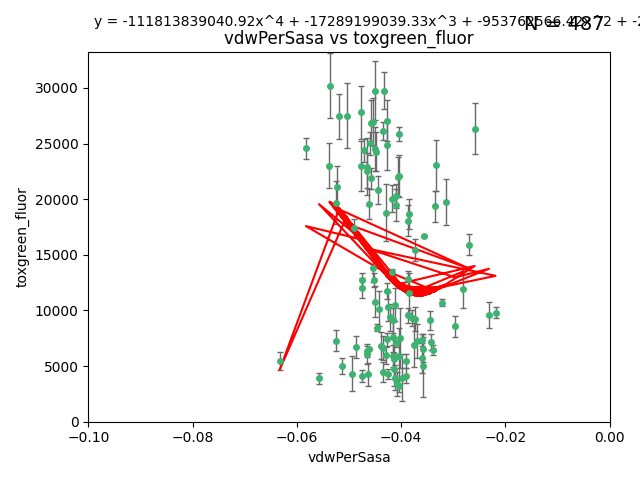 y = -111813839040.92x^4 + -17289199039.33x^3 +
N = 487
vdwPerSasa vs toxgreen_fluor
toxgreen_fluor
30000
25000
20000
15000
10000
5000
0
−0.10
−0.08
−0.06
−0.04
−0.02
0.00
vdwPerSasa